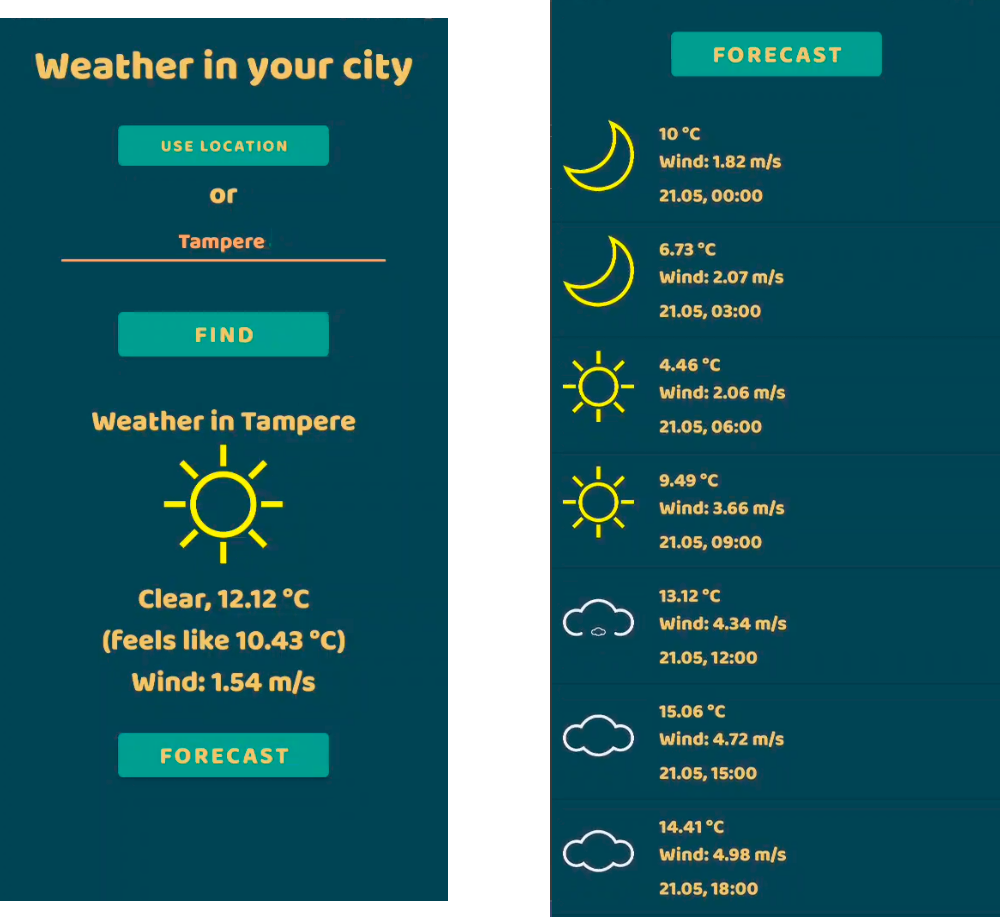 Weather in your city
USE LOCATION
or
Tampere
FIND
Weather in Tampere
Clear, 12.12 °C
(feels like 10.43 °C)
Wind: 1.54 m/s
FORECAST
FORECAST
10 °C
Wind: 1.82 m/s
21.05, 00:00
6.73 °C
Wind: 2.07 m/s
21.05, 03:00
4.46 °C
Wind: 2.06 m/s
21.05, 06:00
9.49 °C
Wind: 3.66 m/s
21.05, 09:00
13.12 °C
Wind: 4.34 m/s
21.05, 12:00
15.06 °C
Wind: 4.72 m/s
21.05, 15:00
14.41 °C
Wind: 4.98 m/s
21.05, 18:00